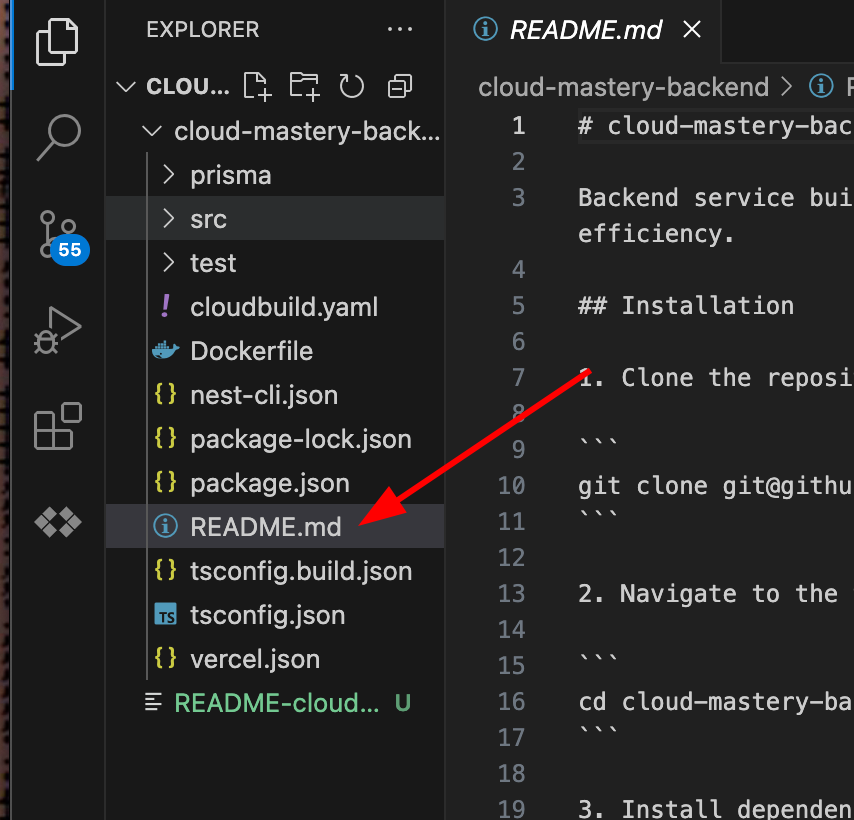 EXPLORER
CLOU...
cloud-mastery-back...
prisma
src
test
cloudbuild.yaml
Dockerfile
nest-cli.json
package-lock.json
package.json
README.md
tsconfig.build.json
TS tsconfig.json
vercel.json
README-cloud... U
55
README.md
cloud-mastery-backend
1 # cloud-mastery-bac
2
3 Backend service bui
efficiency.
4
5 ## Installation
6
7 1. Clone the reposi
8
9 ```
10 git clone git@githu
11 ```
12
13 2. Navigate to the
14
15 ```
16 cd cloud-mastery-ba
17 ```
18
19 3. Install dependen